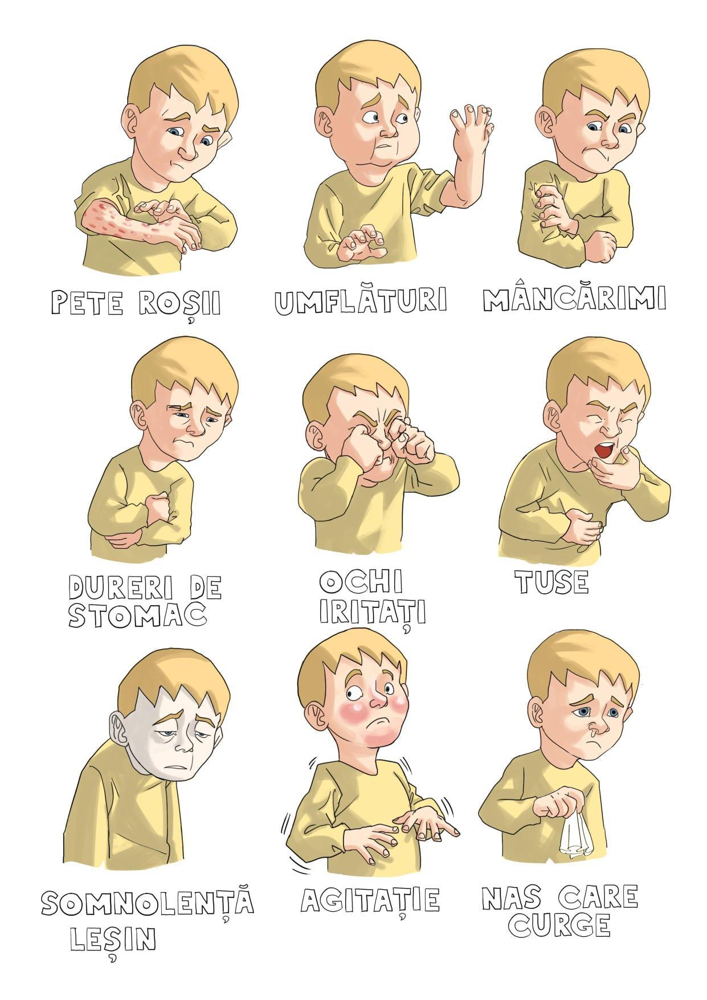 PETE ROȘII
UMFLĂTURI
MÂNCĂRIMI
DURERI DE
STOMAC
OCHI
IRITAȚI
TUSE
SOMNOLENȚĂ
LEȘIN
AGITAȚIE
NAS CARE
CURGE